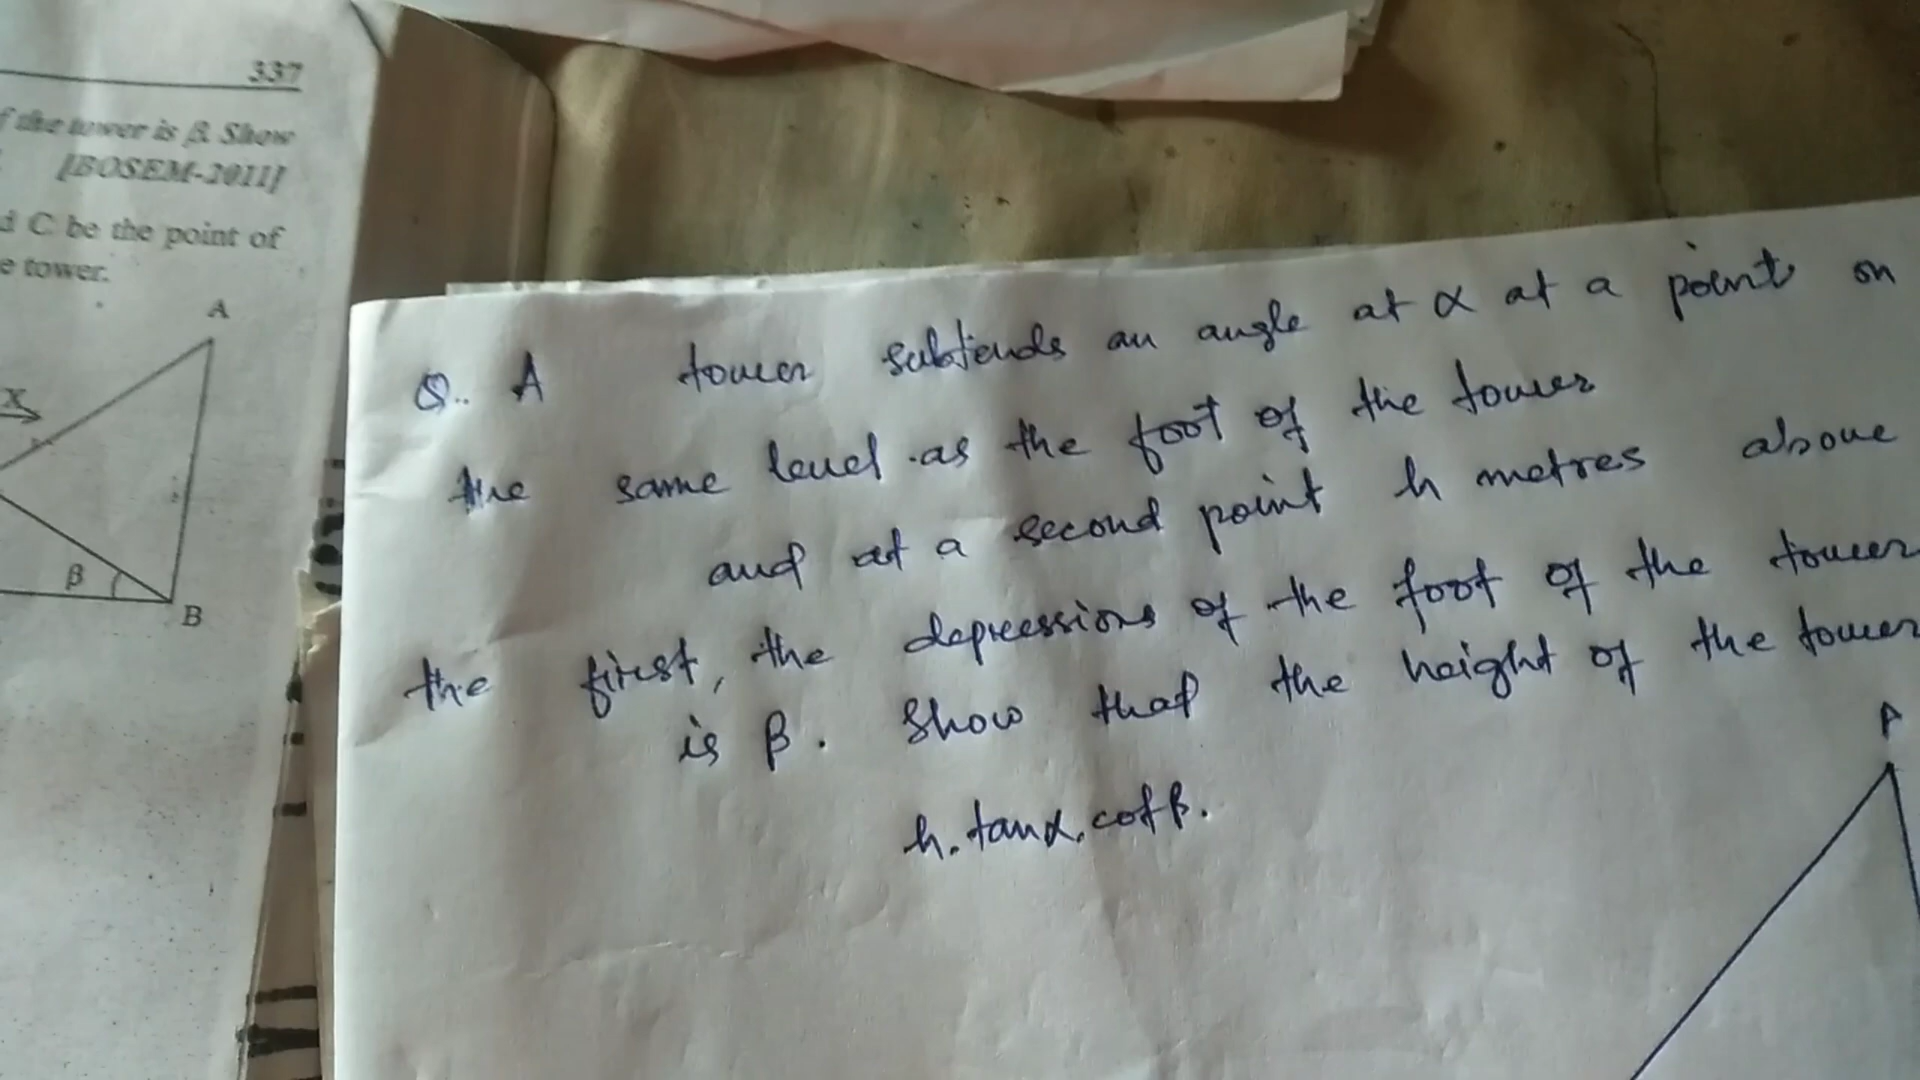 337
f the tower is β. Show
[BOSEM-2011]
d C be the point of
e tower.
A
X
β
B
Q.. A tower subtends an angle at α at a point on
the same level as the foot of the tower
and at a second point h metres above
the first, the depressions of the foot of the tower
is β. Show that the height of the tower
h. tanα. cotβ.
A